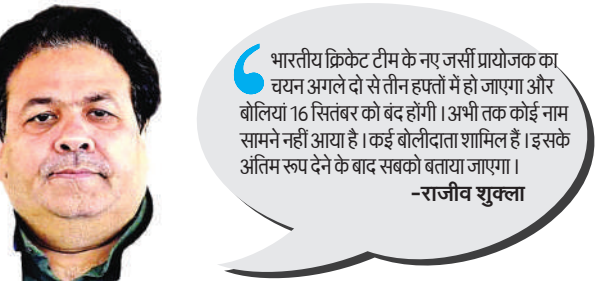 भारतीय क्रिकेट टीम के नए जर्सी प्रायोजक का
चयन अगले दो से तीन हफ्तों में हो जाएगा और
बोलियां 16 सितंबर को बंद होंगी । अभी तक कोई नाम
सामने नहीं आया है । कई बोलीदाता शामिल हैं । इसके
अंतिम रूप देने के बाद सबको बताया जाएगा ।
-राजीव शुक्ला